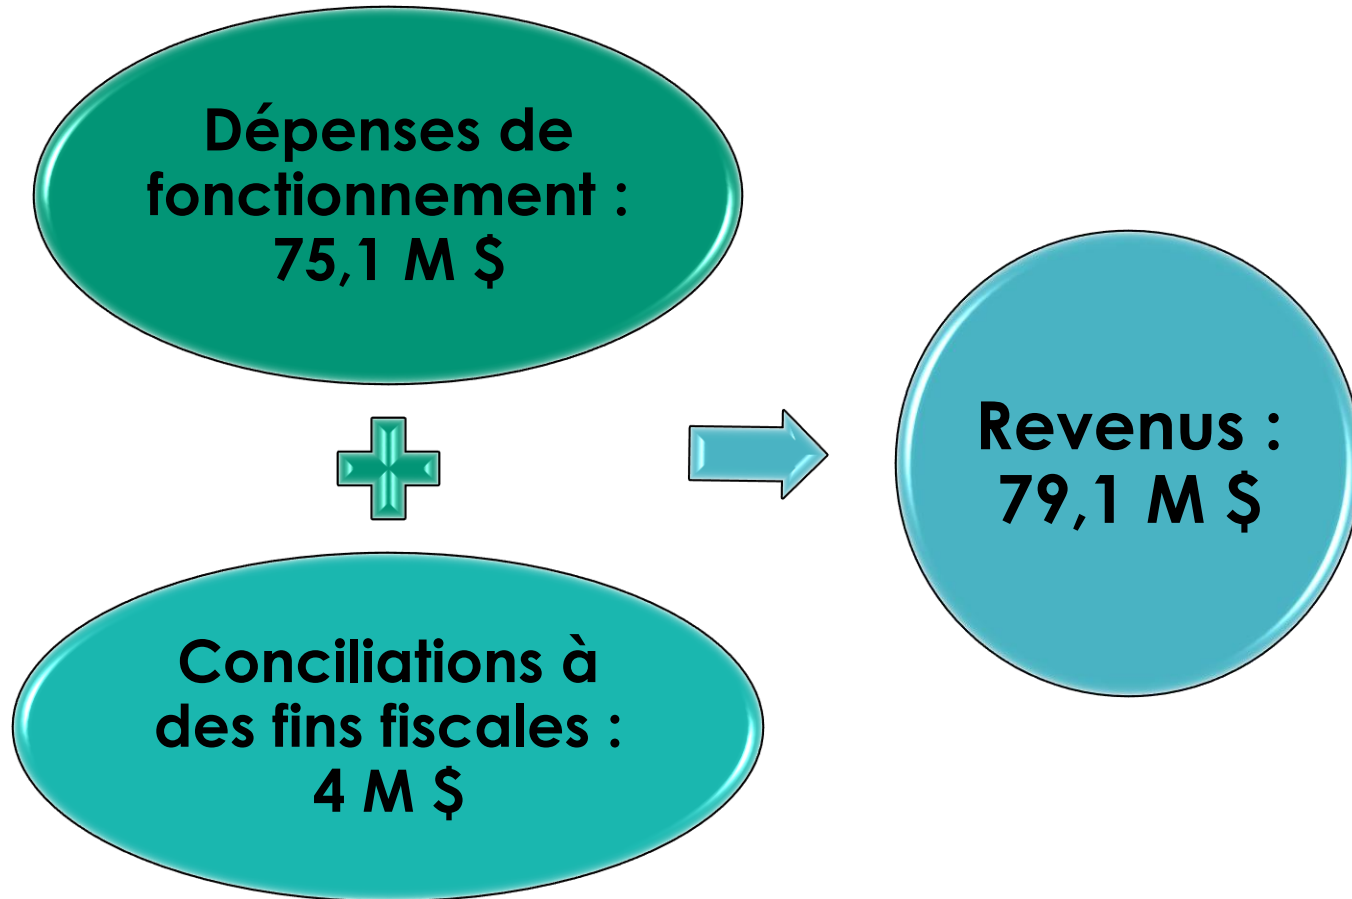 Dépenses de
fonctionnement :
75,1 M $
Conciliations à
des fins fiscales :
4 M $
Revenus :
79,1 M $